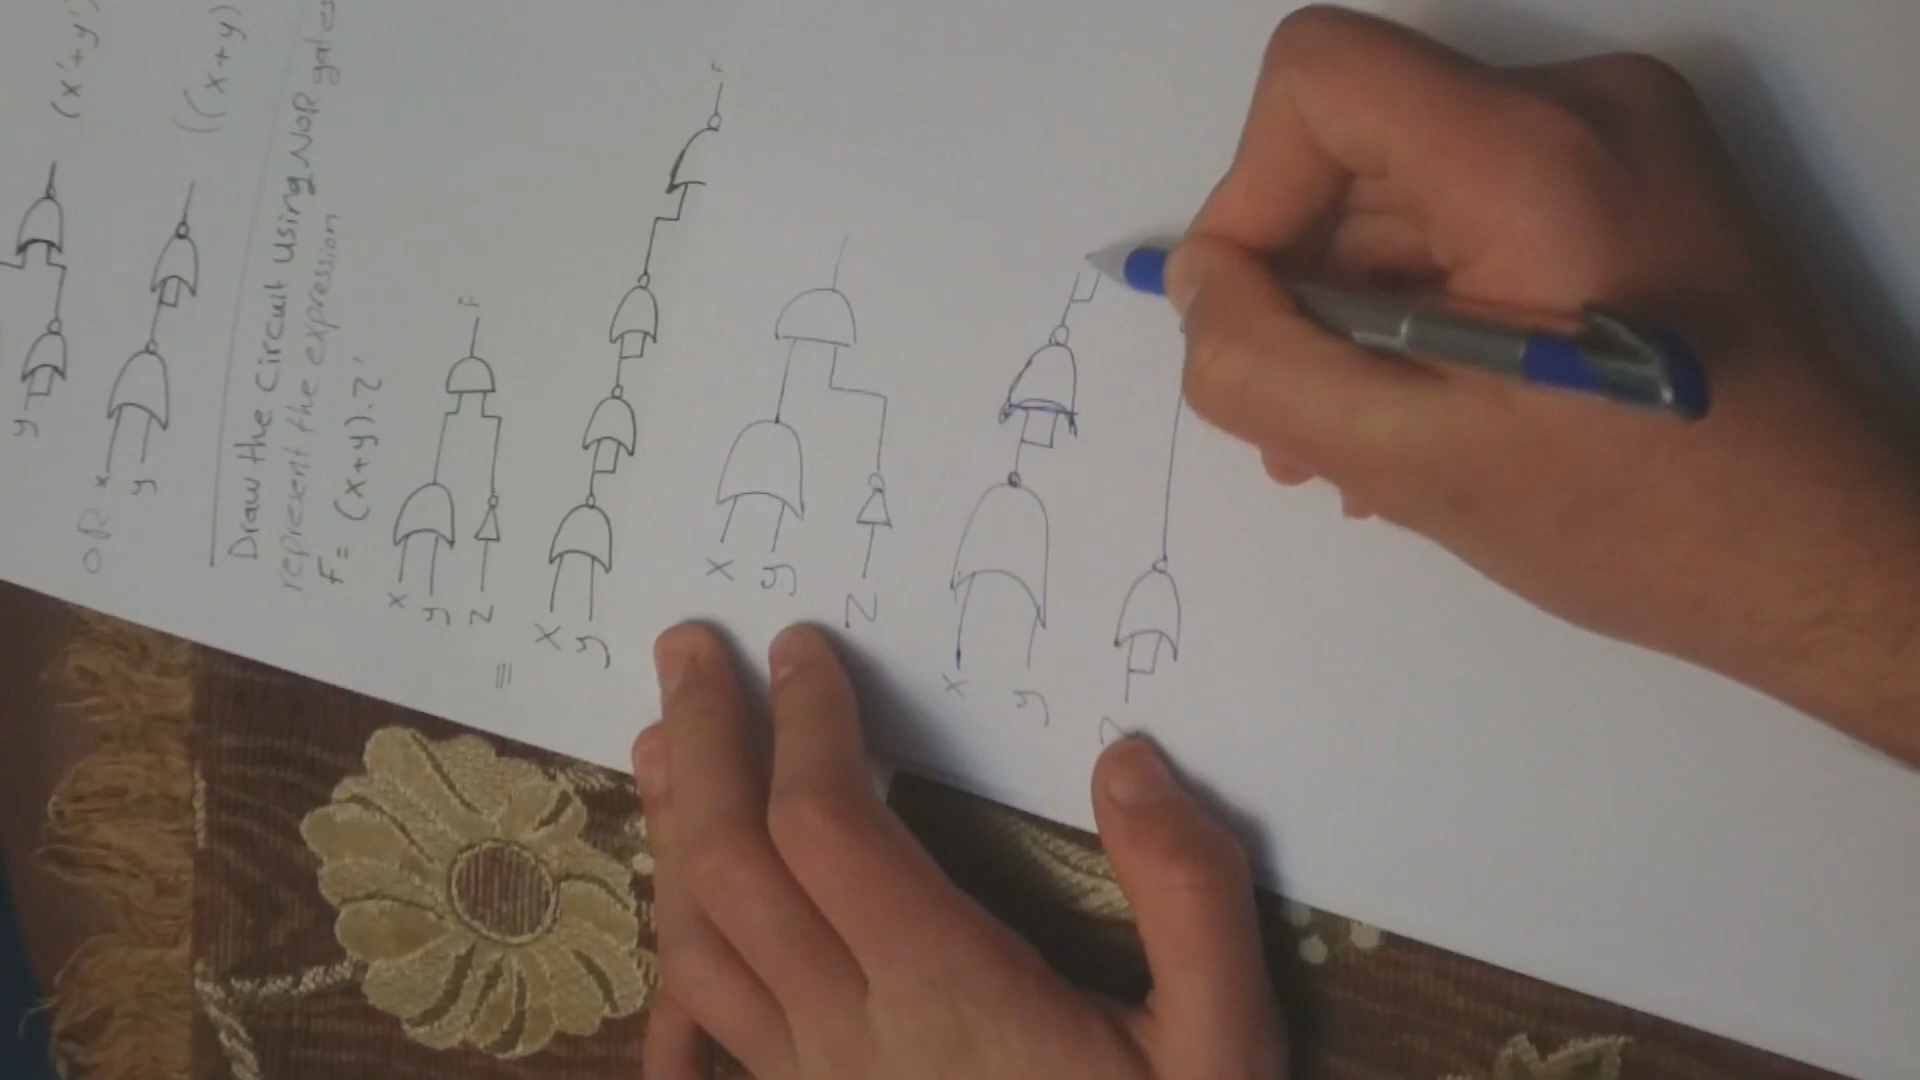 (x'+y')
y
((x+y)
OR x
y
Draw the Circuit using NOR gates
represent the expression
F= (x+y).z'
x
y
z
F
=
x
y
F
x
y
z
x
y